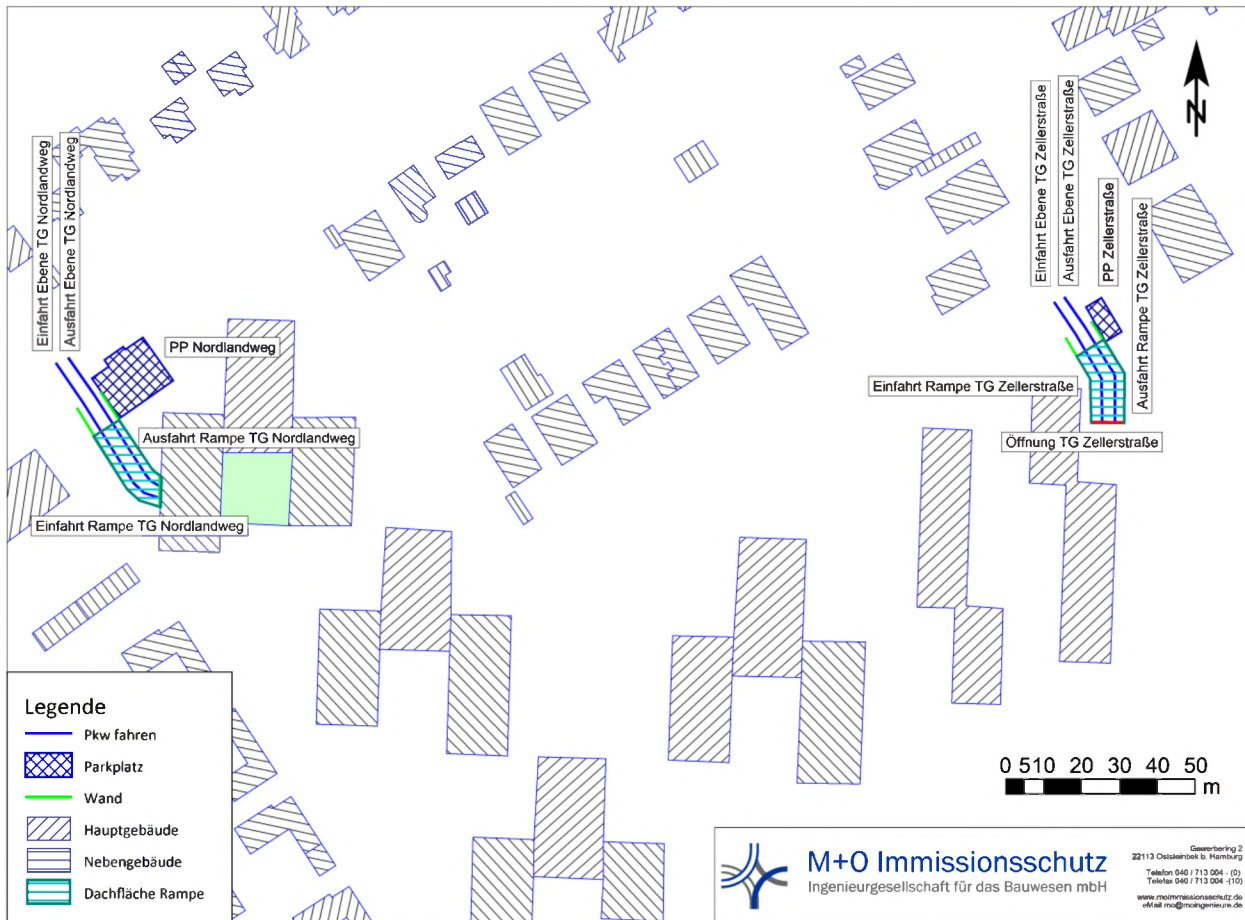 Einfahrt Ebene TG Nordlandweg
Ausfahrt Ebene TG Nordlandweg
PP Nordlandweg
Ausfahrt Rampe TG Nordlandweg
Einfahrt Rampe TG Nordlandweg
Einfahrt Ebene TG Zellerstraße
Ausfahrt Ebene TG Zellerstraße
PP Zellerstraße
Ausfahrt Rampe TG Zellerstraße
Einfahrt Rampe TG Zellerstraße
Öffnung TG Zellerstraße
N
Legende
Pkw fahren
Parkplatz
Wand
Hauptgebäude
Nebengebäude
Dachfläche Rampe
0 510 20 30 40 50
m
M+O Immissionsschutz
Ingenieurgesellschaft für das Bauwesen mbH
Gewerbering 2
22113 Oststeinbek b. Hamburg
Telefon 040 / 713 004 - (0)
Telefax 040 / 713 004 -(10)
www.moimmissionsschutz.de
eMail mo@moingenieure.de